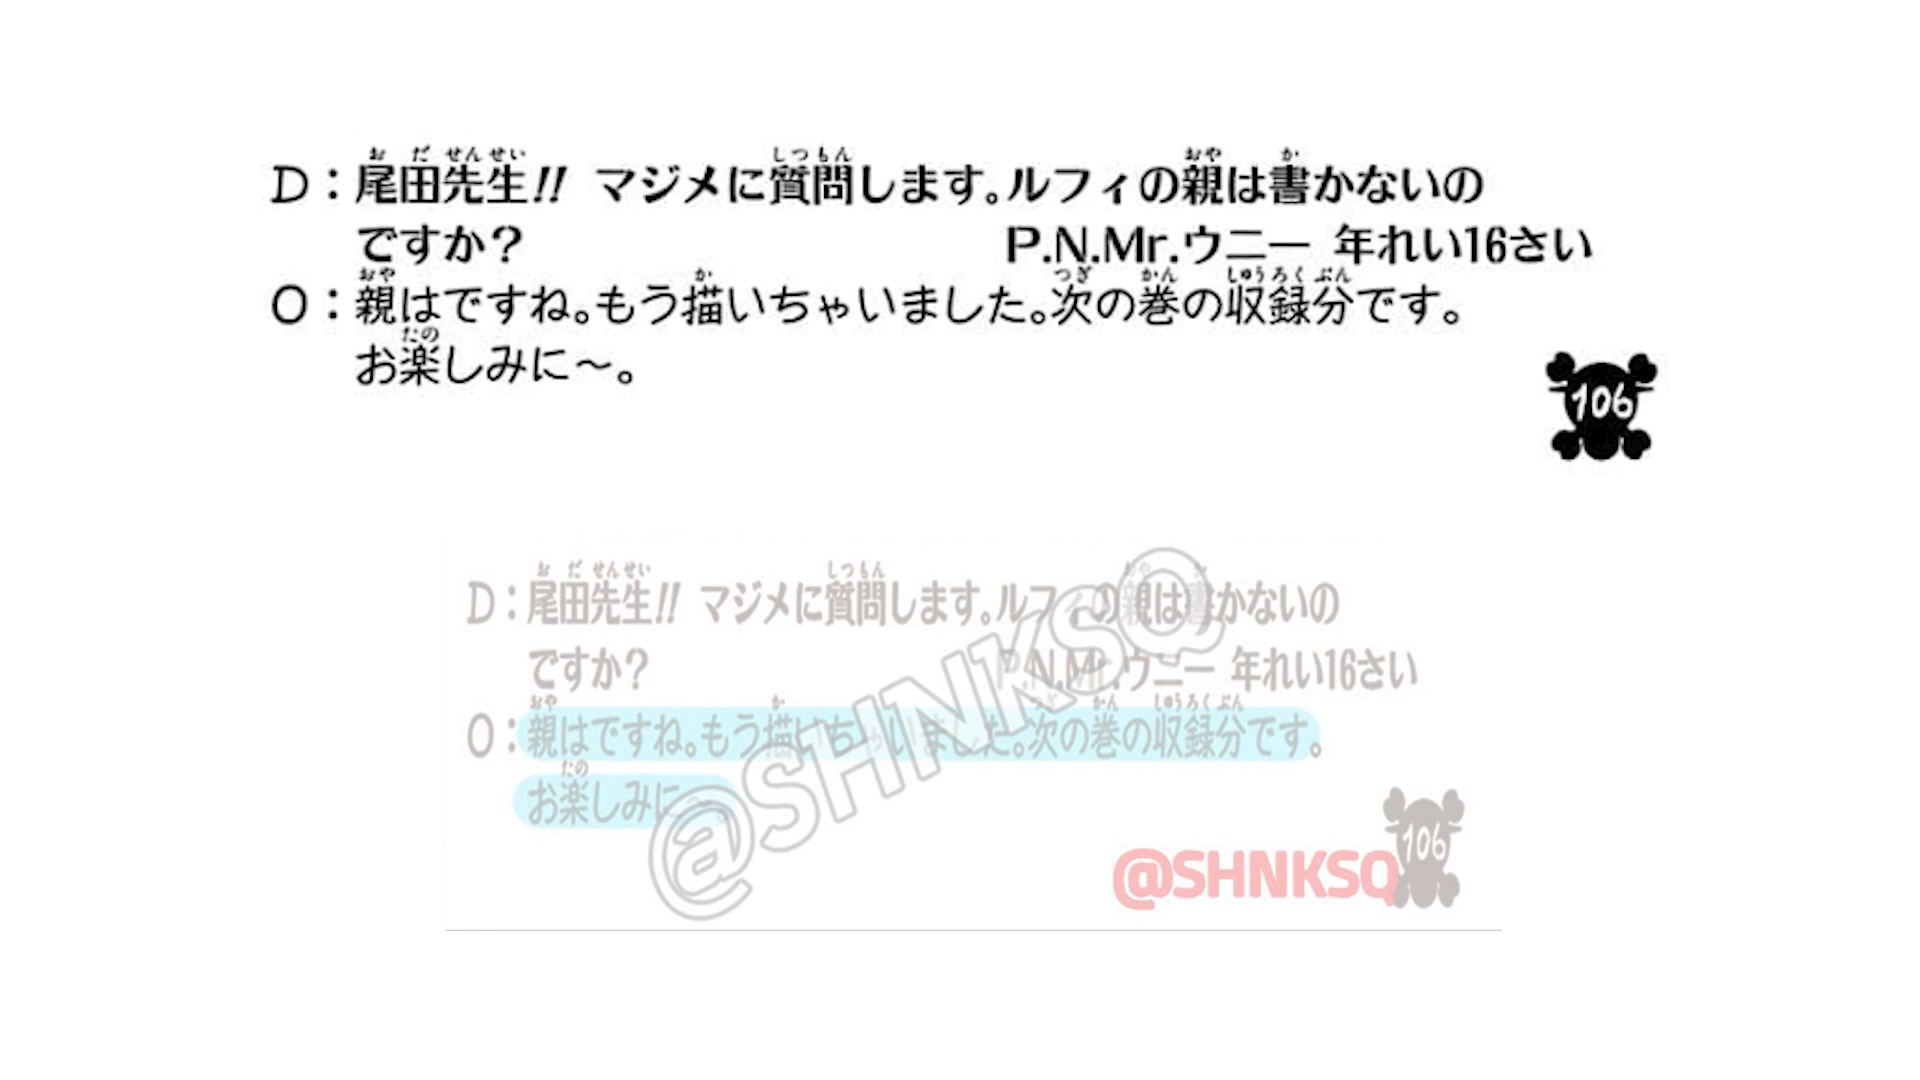 D：尾田先生!! マジメに質問します。ルフィの親は書かないの
ですか？ P.N.Mr.ウニー 年れい16さい
O：親はですね。もう描いちゃいました。次の巻の収録分です。
お楽しみに～。
106
D：尾田先生!! マジメに質問します。ルフィの親は書かないの
ですか？ P.N.Mr.ウニー 年れい16さい
O：親はですね。もう描いちゃいました。次の巻の収録分です。
お楽しみに～。
@SHNKSQ
@SHNKSQ
106